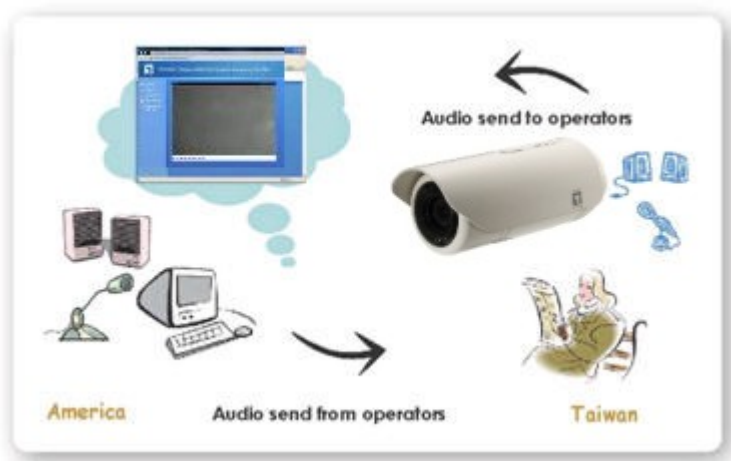 Audio send to operators
America
Audio send from operators
Taiwan